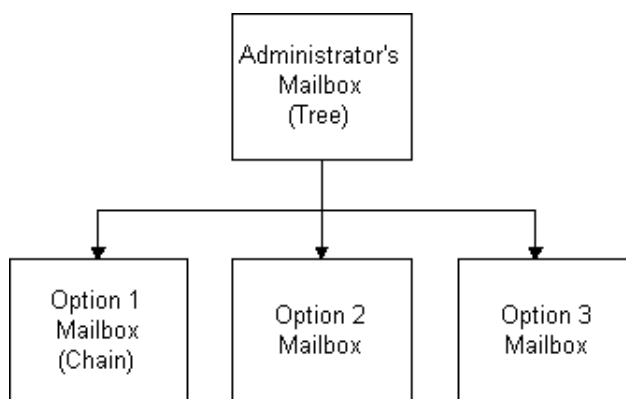 Administrator's
Mailbox
(Tree)
Option 1
Mailbox
(Chain)
Option 2
Mailbox
Option 3
Mailbox